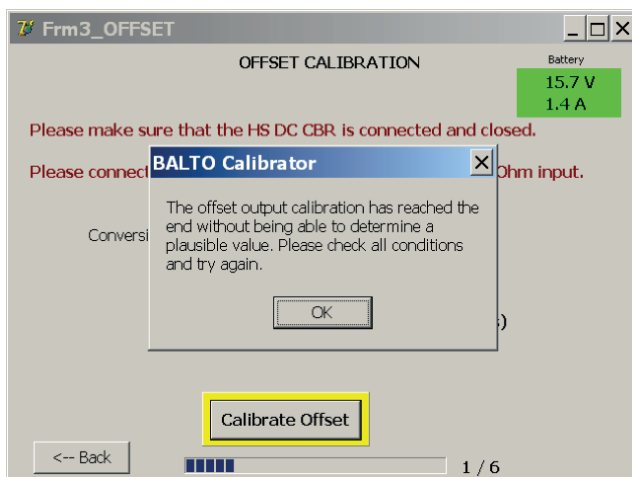 Frm3_OFFSET
OFFSET CALIBRATION
Battery
15.7 V
1.4 A
Please make sure that the HS DC CBR is connected and closed.
Please connect
Ohm input.
BALTO Calibrator
The offset output calibration has reached the
end without being able to determine a
plausible value. Please check all conditions
and try again.
OK
Calibrate Offset
<-- Back
1 / 6